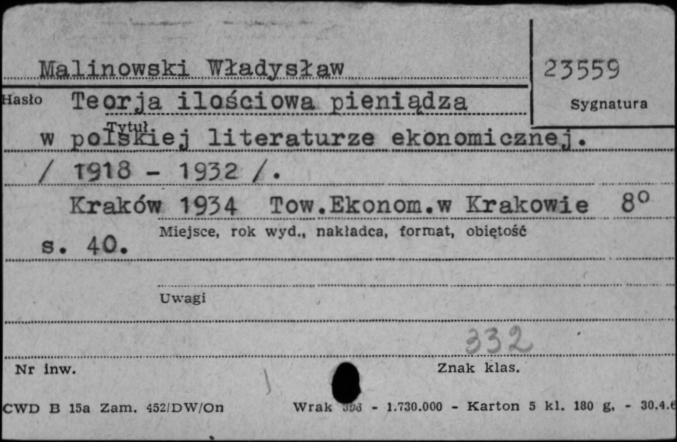 Malinowski Władysław 23559
Hasło Teorja ilościowa pieniądza Sygnatura
Tytuł
w polskiej literaturze ekonomicznej.
/ 1918 - 1932 /.
Kraków 1934 Tow.Ekonom.w Krakowie 8°
Miejsce, rok wyd., nakładca, format, objętość
s. 40.
Uwagi
332
Nr inw. Znak klas.
CWD B 15a Zam. 452/DW/On Wrak - 1.730.000 - Karton 5 kl. 180 g. - 30.4.6